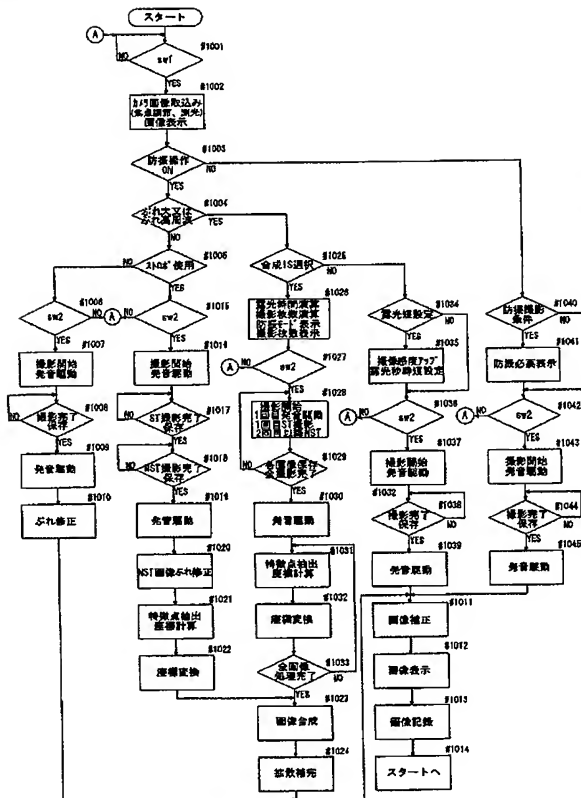 スタート
A
#1001
sw1
NO
YES
#1002
カメラ画像取込み
(焦点調節、測光)
画像表示
#1003
防振操作
ON
NO
YES
#1004
ぶれ大又は
ぶれ高周波
YES
NO
#1005
ストロボ使用
NO
YES
#1006
sw2
NO
A
YES
#1007
撮影開始
発音駆動
#1008
撮影完了
保存
NO
YES
#1009
発音駆動
#1010
ぶれ修正
#1015
sw2
NO
YES
#1016
撮影開始
発音駆動
#1017
ST撮影完了
保存
NO
YES
#1018
NST撮影完了
保存
NO
YES
#1019
発音駆動
#1020
NST画像ぶれ修正
#1021
特徴点抽出
座標計算
#1022
座標変換
#1025
合成IS選択
NO
YES
#1026
露光時間演算
撮影枚数演算
防振モード表示
撮影枚数表示
#1027
sw2
NO
A
YES
#1028
撮影開始
1回目発音駆動
1回目ST撮影
2回目以降NST
#1029
各画像保存
全撮影完了
NO
YES
#1030
発音駆動
#1031
特徴点抽出
座標計算
#1032
座標変換
#1033
全画像
処理完了
NO
YES
#1023
画像合成
#1024
拡散補完
#1034
露光短設定
NO
YES
#1035
撮像感度アップ
露光秒時短設定
#1036
sw2
NO
A
YES
#1037
撮影開始
発音駆動
#1032
#1038
撮影完了
保存
NO
YES
#1039
発音駆動
#1011
画像補正
#1012
画像表示
#1013
画像記録
#1014
スタートへ
#1040
防振撮影
条件
NO
YES
#1041
防振必要表示
#1042
sw2
NO
A
YES
#1043
撮影開始
発音駆動
#1044
撮影完了
保存
NO
YES
#1045
発音駆動